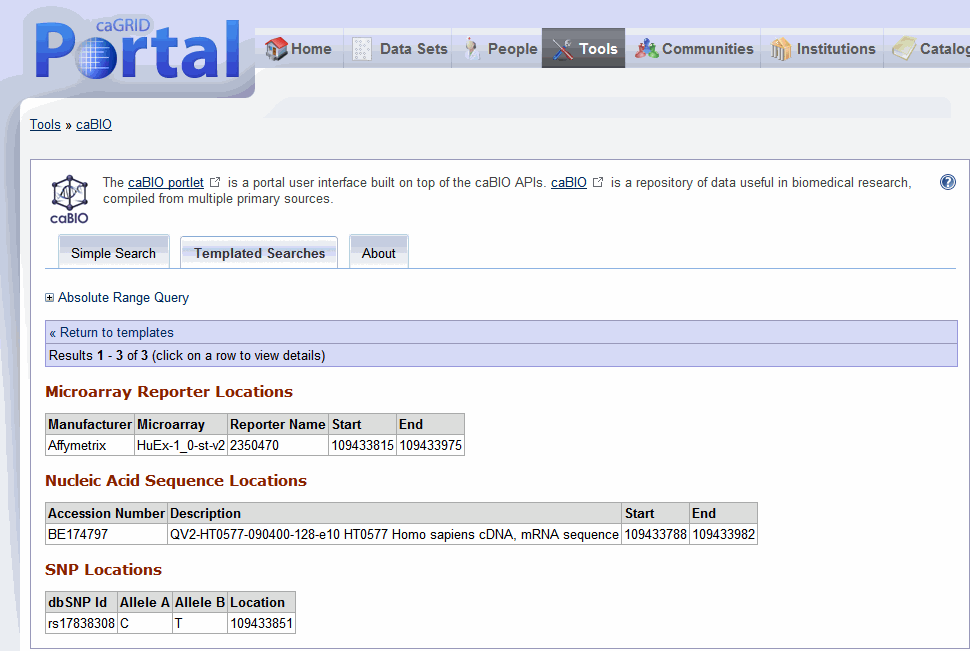 caGRID
Portal
Home Data Sets People Tools Communities Institutions Catalog
Tools » caBIO
The caBIO portlet is a portal user interface built on top of the caBIO APIs. caBIO is a repository of data useful in biomedical research,
compiled from multiple primary sources.
caBIO
Simple Search Templated Searches About
Absolute Range Query
« Return to templates
Results 1 - 3 of 3 (click on a row to view details)
Microarray Reporter Locations
Manufacturer Microarray Reporter Name Start End
Affymetrix HuEx-1_0-st-v2 2350470 109433815 109433975
Nucleic Acid Sequence Locations
Accession Number Description Start End
BE174797 QV2-HT0577-090400-128-e10 HT0577 Homo sapiens cDNA, mRNA sequence 109433788 109433982
SNP Locations
dbSNP Id Allele A Allele B Location
rs17838308 C T 109433851